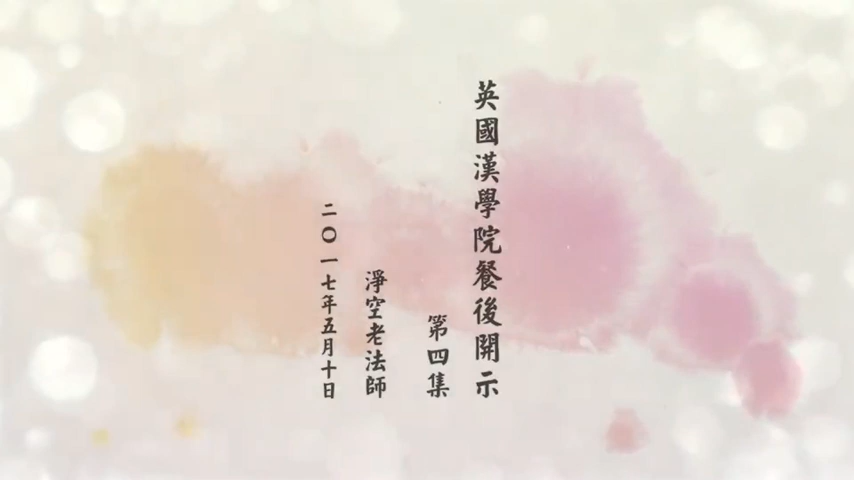 英國漢學院餐後開示
第四集
淨空老法師
二〇一七年五月十日